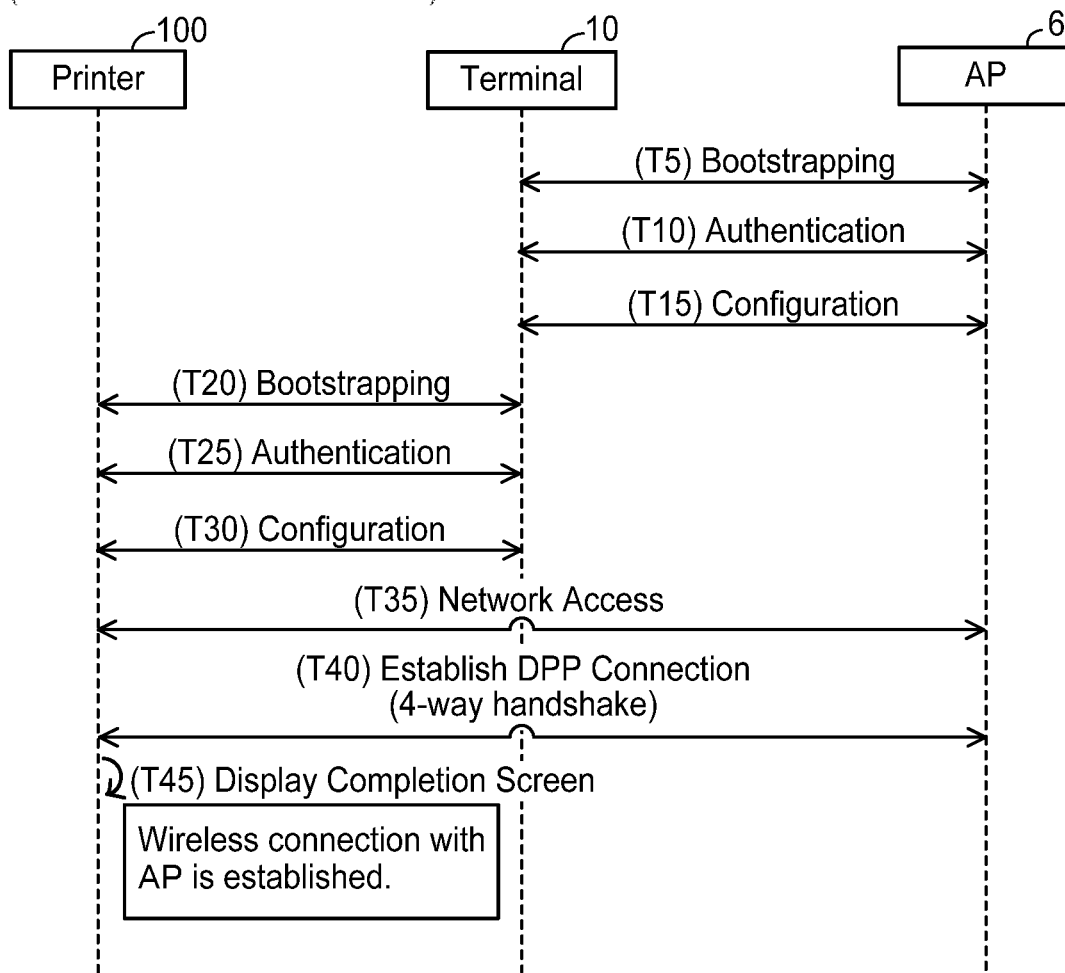 100
10
6
Printer
Terminal
AP
(T5) Bootstrapping
(T10) Authentication
(T15) Configuration
(T20) Bootstrapping
(T25) Authentication
(T30) Configuration
(T35) Network Access
(T40) Establish DPP Connection
(4-way handshake)
(T45) Display Completion Screen
Wireless connection with
AP is established.